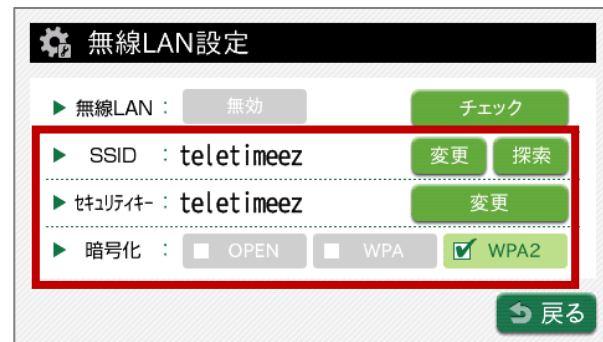 無線LAN設定
無線LAN : 無効 チェック
SSID : teletimeez 変更 探索
ｾｷｭﾘﾃｨｷｰ : teletimeez 変更
暗号化 : OPEN WPA WPA2
戻る